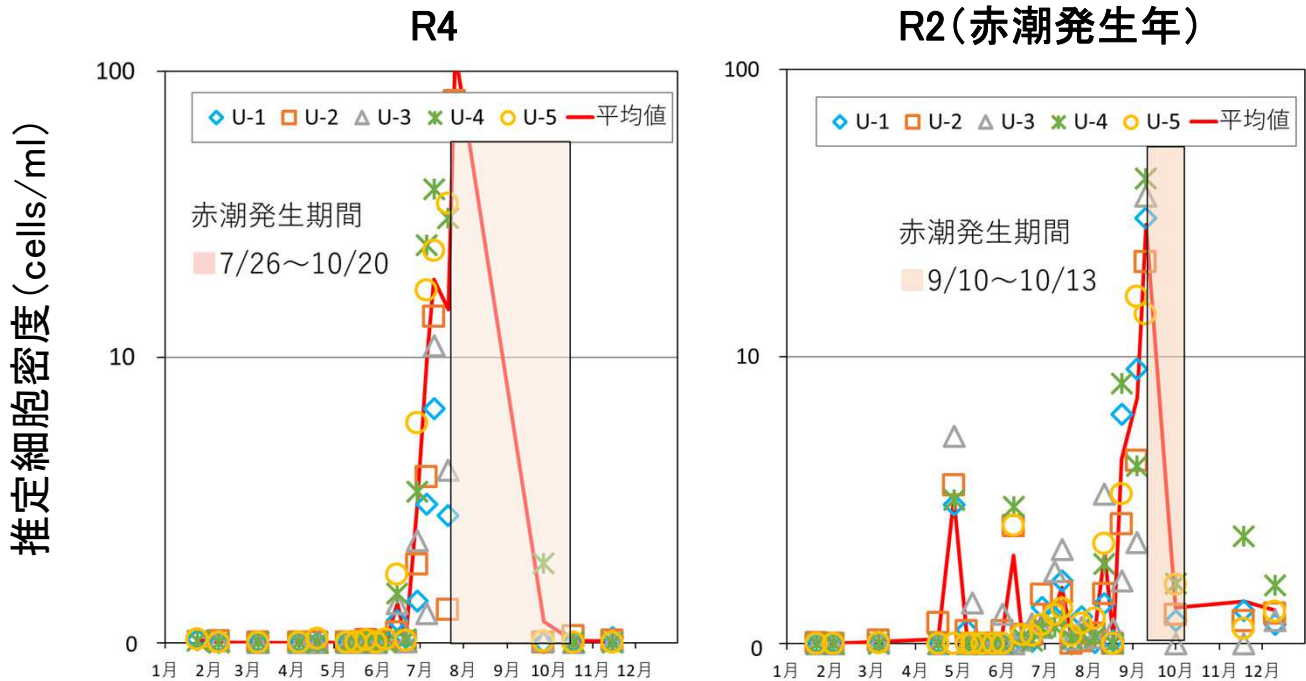 R4
R2(赤潮発生年)
推定細胞密度(cells/ml)
100
10
0
U-1 U-2 U-3 U-4 U-5 平均値
赤潮発生期間
7/26～10/20
1月 2月 3月 4月 5月 6月 7月 8月 9月 10月 11月 12月
100
10
0
U-1 U-2 U-3 U-4 U-5 平均値
赤潮発生期間
9/10～10/13
1月 2月 3月 4月 5月 6月 7月 8月 9月 10月 11月 12月